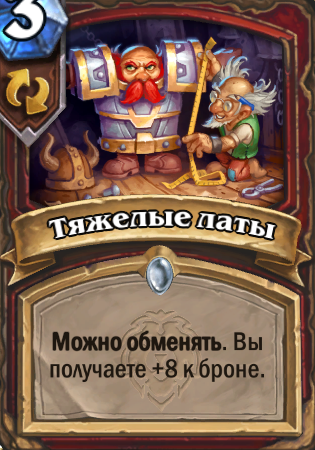 3
Тяжелые латы
Можно обменять. Вы
получаете +8 к броне.